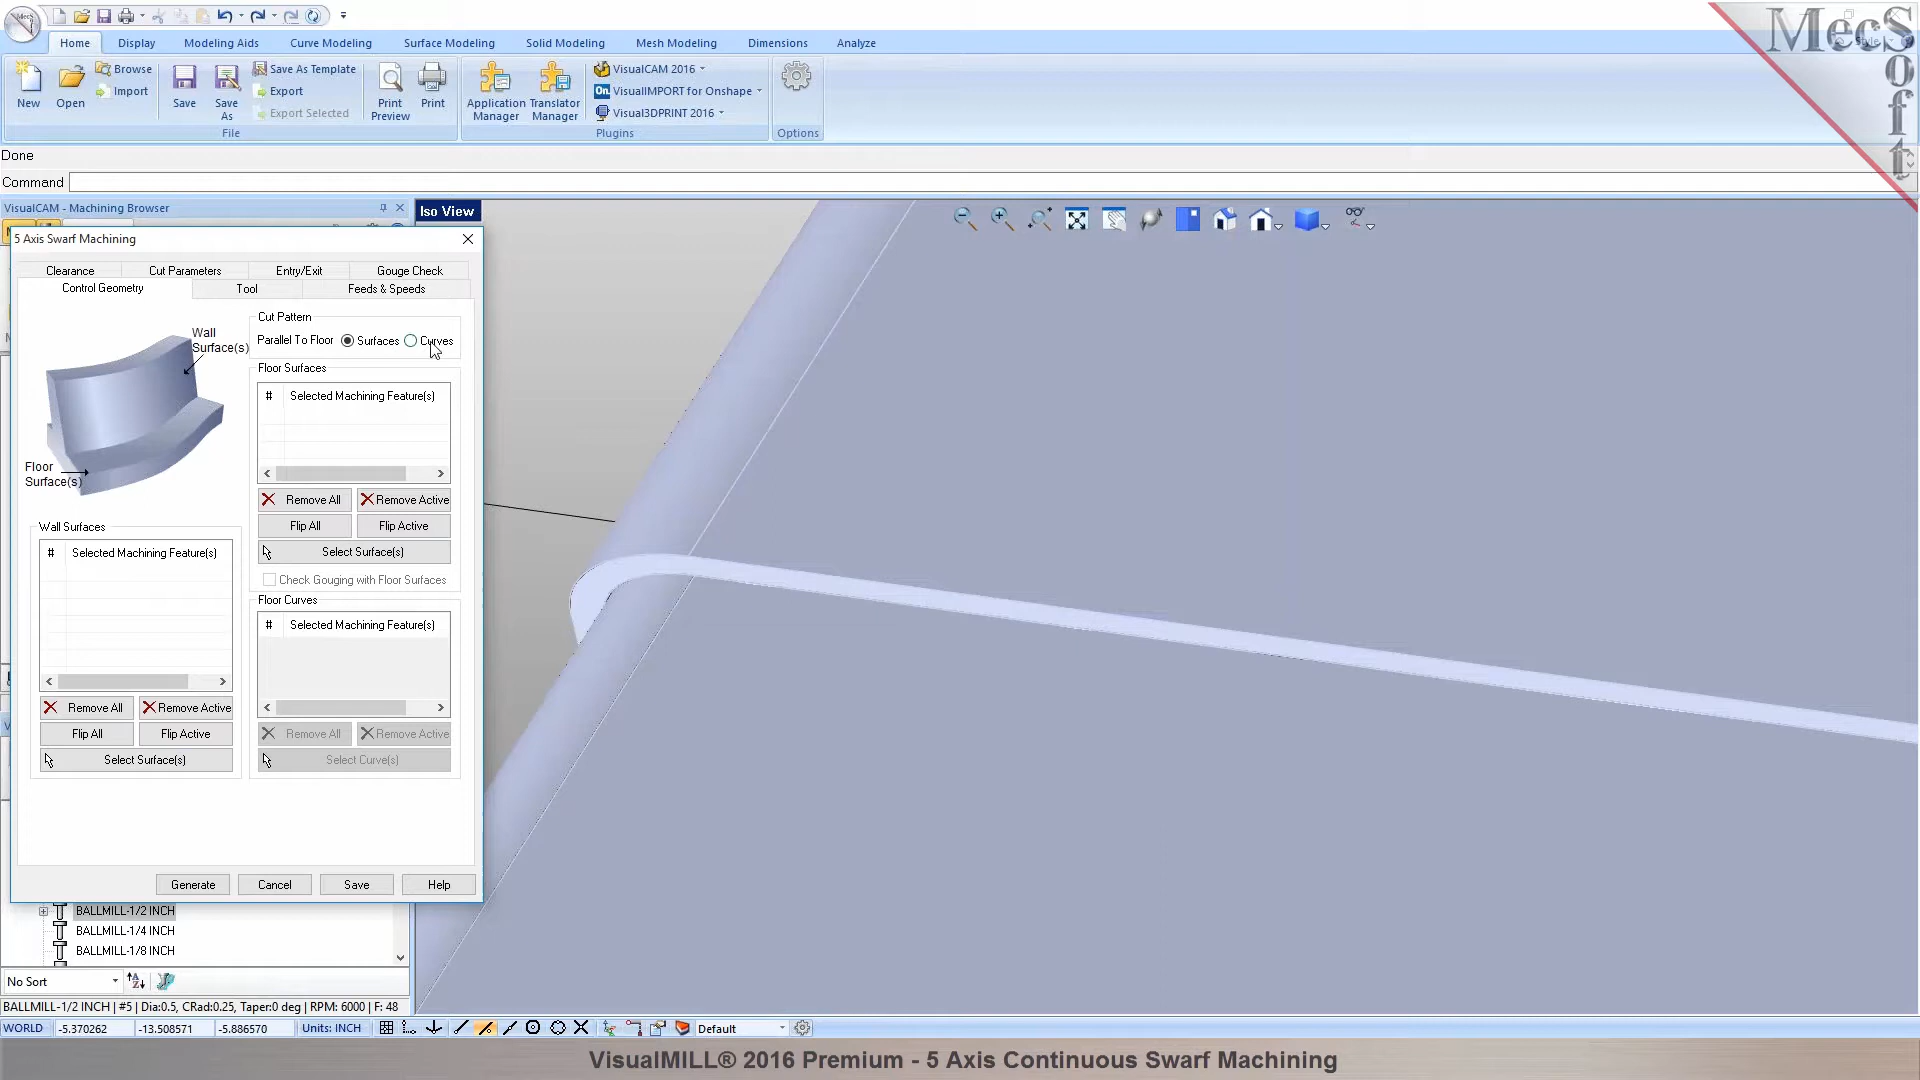 MecSoft
Home Display Modeling Aids Curve Modeling Surface Modeling Solid Modeling Mesh Modeling Dimensions Analyze
New
Open
Browse
Import
Save
Save As
Save As Template
Export
Export Selected
Print Preview
Print
Application Manager
Translator Manager
VisualCAM 2016
VisualIMPORT for Onshape
Visual3DPRINT 2016
File
Plugins
Options
Done
Command
VisualCAM - Machining Browser
Iso View
5 Axis Swarf Machining
Clearance Cut Parameters Entry/Exit Gouge Check
Control Geometry Tool Feeds & Speeds
Wall Surface(s)
Floor Surface(s)
Cut Pattern
Parallel To Floor Surfaces Curves
Floor Surfaces
# Selected Machining Feature(s)
Remove All Remove Active
Flip All Flip Active
Select Surface(s)
Check Gouging with Floor Surfaces
Wall Surfaces
# Selected Machining Feature(s)
Remove All Remove Active
Flip All Flip Active
Select Surface(s)
Floor Curves
# Selected Machining Feature(s)
Remove All Remove Active
Select Curve(s)
Generate Cancel Save Help
BALLMILL-1/2 INCH
BALLMILL-1/4 INCH
BALLMILL-1/8 INCH
No Sort
BALLMILL-1/2 INCH | #5 | Dia:0.5, CRad:0.25, Taper:0 deg | RPM: 6000 | F: 48
WORLD -5.370262 -13.508571 -5.886570 Units: INCH Default
VisualMILL® 2016 Premium - 5 Axis Continuous Swarf Machining